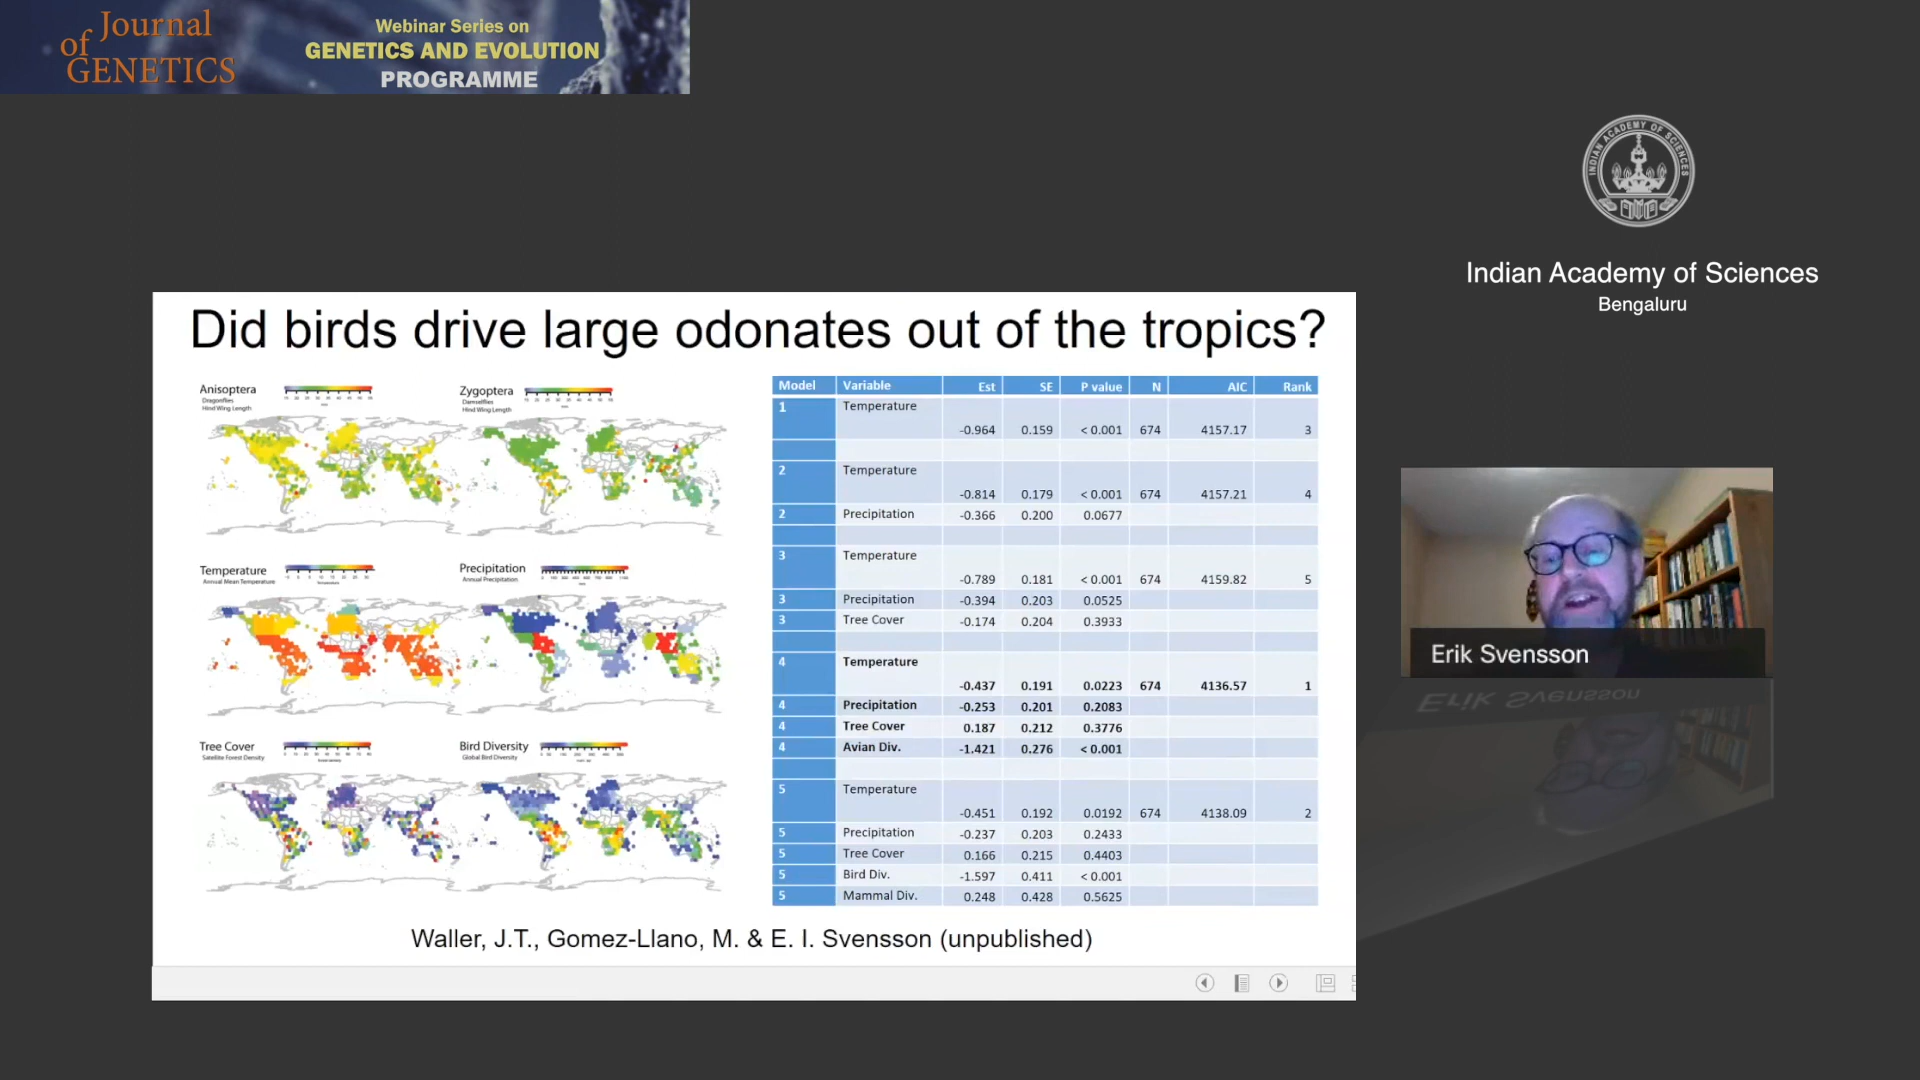 Journal
of
GENETICS
Webinar Series on
GENETICS AND EVOLUTION
PROGRAMME
INDIAN ACADEMY OF SCIENCES
Indian Academy of Sciences
Bengaluru
Did birds drive large odonates out of the tropics?
Anisoptera
Dragonflies
Hind Wing Length
Zygoptera
Damselflies
Hind Wing Length
Temperature
Annual Mean Temperature
Precipitation
Annual Precipitation
Tree Cover
Satellite Forest Density
Bird Diversity
Global Bird Diversity
Model Variable Est SE P value N AIC Rank
1 Temperature -0.964 0.159 < 0.001 674 4157.17 3
2 Temperature -0.814 0.179 < 0.001 674 4157.21 4
2 Precipitation -0.366 0.200 0.0677
3 Temperature -0.789 0.181 < 0.001 674 4159.82 5
3 Precipitation -0.394 0.203 0.0525
3 Tree Cover -0.174 0.204 0.3933
4 Temperature -0.437 0.191 0.0223 674 4136.57 1
4 Precipitation -0.253 0.201 0.2083
4 Tree Cover 0.187 0.212 0.3776
4 Avian Div. -1.421 0.276 < 0.001
5 Temperature -0.451 0.192 0.0192 674 4138.09 2
5 Precipitation -0.237 0.203 0.2433
5 Tree Cover 0.166 0.215 0.4403
5 Bird Div. -1.597 0.411 < 0.001
5 Mammal Div. 0.248 0.428 0.5625
Waller, J.T., Gomez-Llano, M. & E. I. Svensson (unpublished)
Erik Svensson